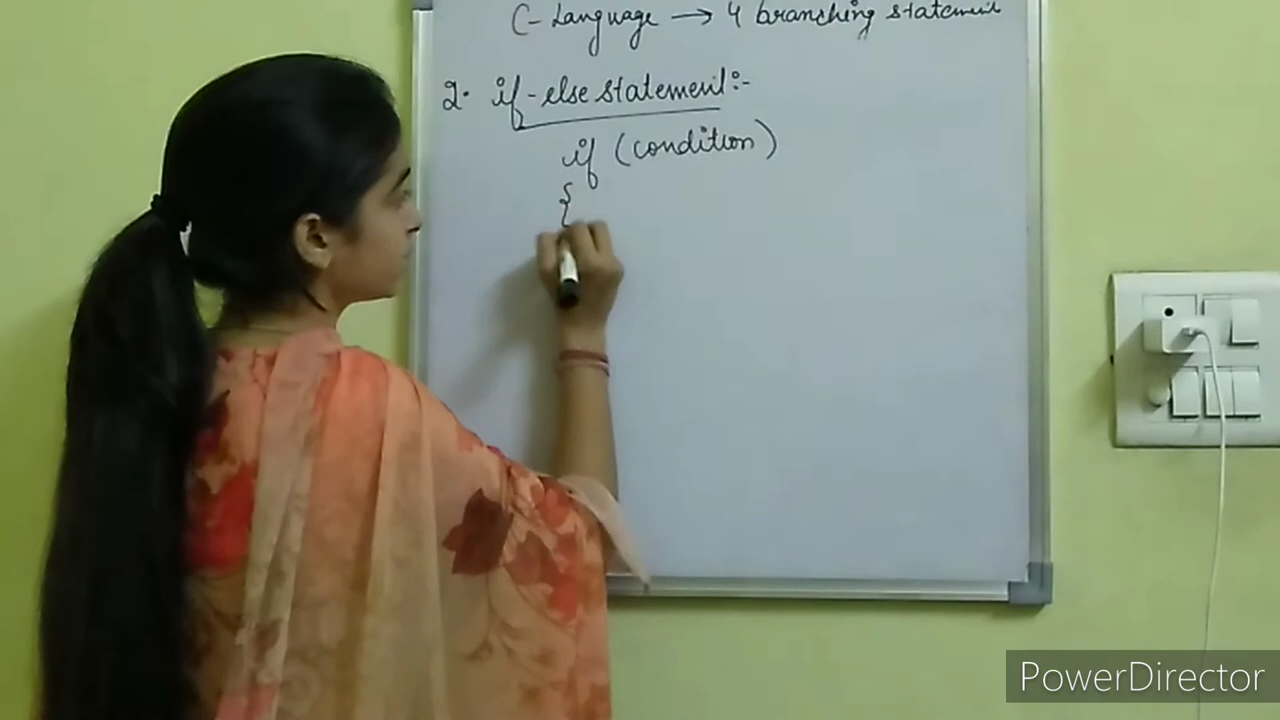 C - Language → 4 branching statement
2. if-else statement :-
if (condition)
{
PowerDirector